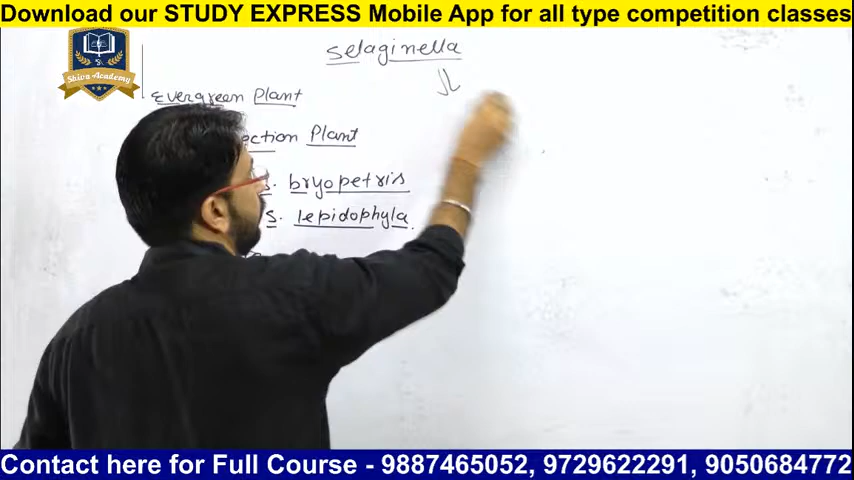 Download our STUDY EXPRESS Mobile App for all type competition classes
Selaginella
Shiva Academy
Evergreen Plant
ection Plant
s. bryopetris
s. lepidophyla.
Contact here for Full Course - 9887465052, 9729622291, 9050684772